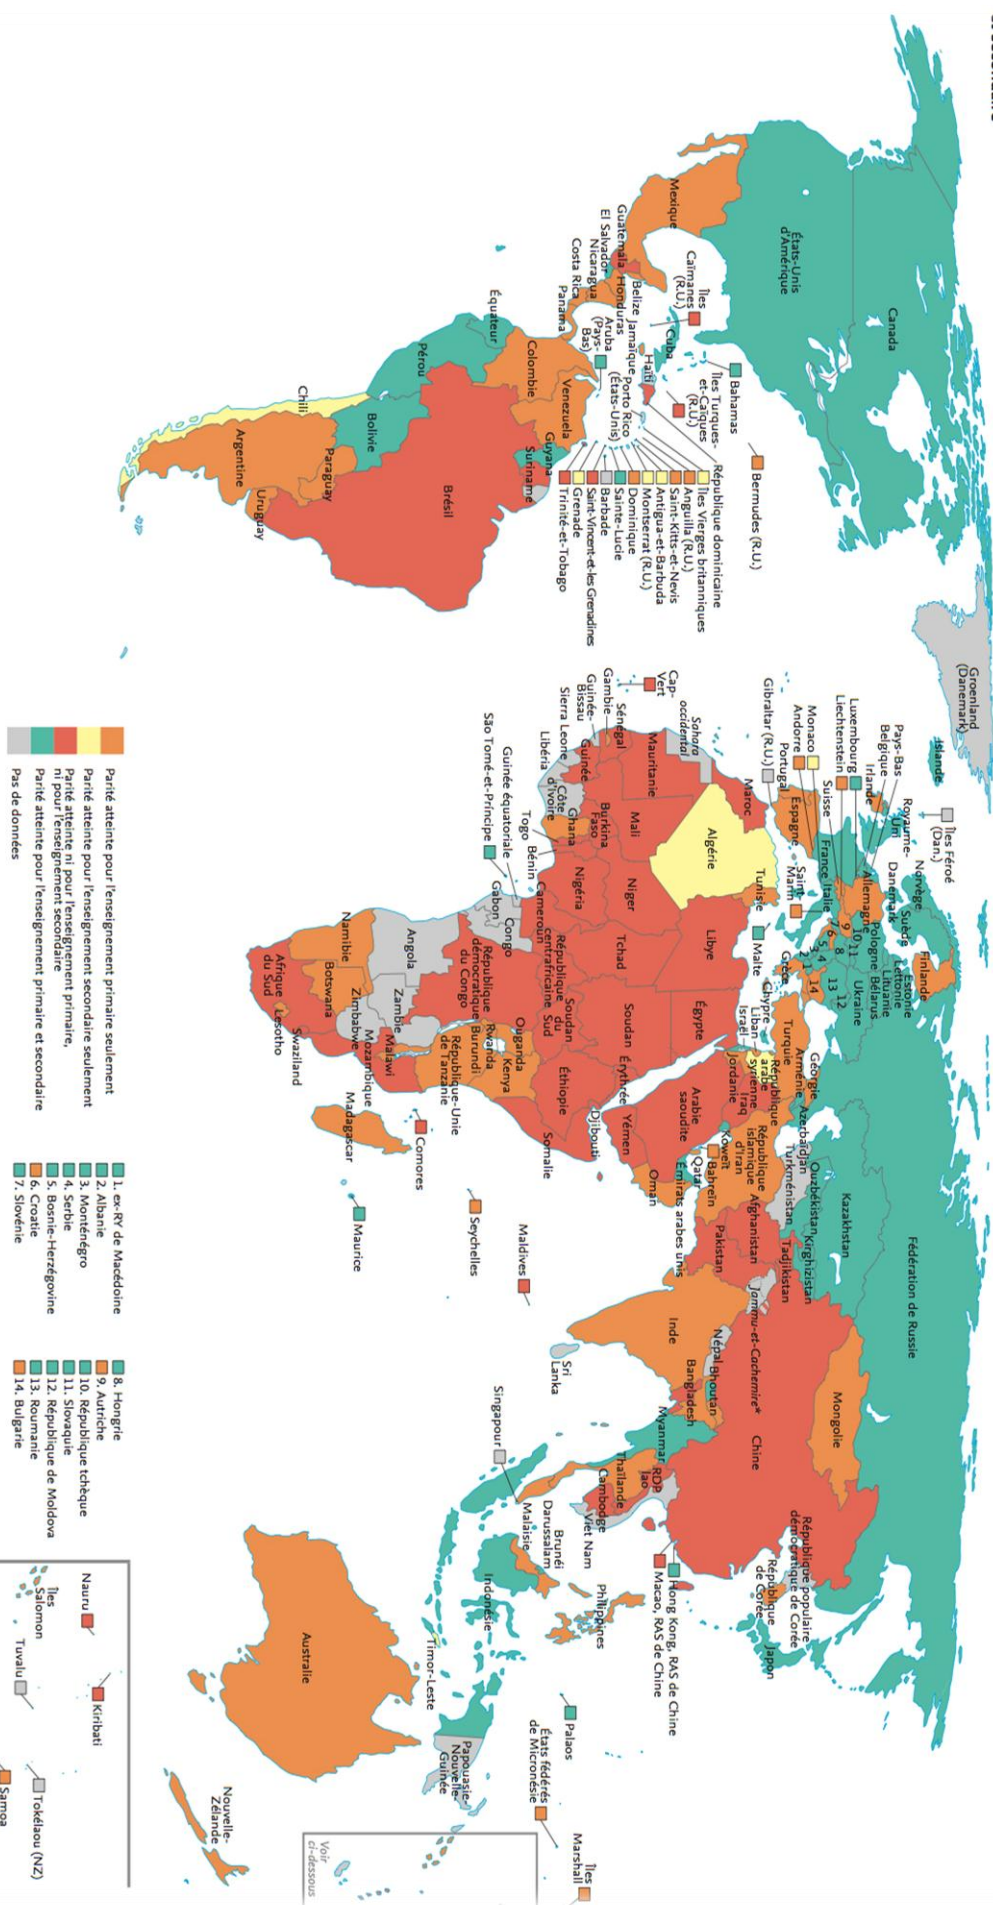 Groenland
(Danemark)
Canada
États-Unis
d'Amérique
Mexique
Bermudes (R.U.)
Bahamas
Îles Turques-
et-Caïques
(R.U.)
Îles
Caïmanes
(R.U.)
Cuba
Belize
Jamaïque
Haïti
République dominicaine
Porto Rico
(États-Unis)
Guatemala
El Salvador
Honduras
Nicaragua
Costa Rica
Panama
Aruba
(Pays-
Bas)
Îles Vierges britanniques
Anguilla (R.U.)
Saint-Kitts-et-Nevis
Antigua-et-Barbuda
Montserrat (R.U.)
Dominique
Sainte-Lucie
Barbade
Saint-Vincent-et-les Grenadines
Grenade
Trinité-et-Tobago
Venezuela
Guyana
Suriname
Colombie
Équateur
Pérou
Brésil
Bolivie
Paraguay
Chili
Argentine
Uruguay
Islande
Îles Féroé
(Dan.)
Norvège
Suède
Finlande
Estonie
Lettonie
Lituanie
Bélarus
Pologne
Ukraine
Danemark
Royaume-
Uni
Irlande
Pays-Bas
Belgique
Allemagne
Luxembourg
Liechtenstein
Suisse
France
Italie
Monaco
Andorre
Portugal
Espagne
Gibraltar (R.U.)
Saint-
Marin
Malte
Grèce
1
2
3
4
5
6
7
8
9
10
11
12
13
14
Fédération de Russie
Kazakhstan
Mongolie
Géorgie
Arménie
Azerbaïdjan
Turquie
Turkménistan
Ouzbékistan
Kirghizistan
Tadjikistan
Chypre
Liban
Israël
République
arabe
syrienne
Jordanie
Iraq
République
islamique
d'Iran
Afghanistan
Pakistan
Jammu-et-Cachemire*
Koweït
Bahreïn
Qatar
Émirats arabes unis
Arabie
saoudite
Oman
Yémen
Chine
République populaire
démocratique de Corée
République
de Corée
Japon
Népal
Bhoutan
Inde
Bangladesh
Myanmar
RDP
lao
Thaïlande
Cambodge
Viet Nam
Hong Kong, RAS de Chine
Macao, RAS de Chine
Philippines
Sri
Lanka
Maldives
Singapour
Malaisie
Brunéi
Darussalam
Indonésie
Timor-Leste
Palaos
États fédérés
de Micronésie
Îles
Marshall
Papouasie-
Nouvelle-
Guinée
Australie
Nouvelle-
Zélande
Voir
ci-dessous
Maroc
Algérie
Tunisie
Libye
Égypte
Sahara
occidental
Cap-
Vert
Mauritanie
Mali
Niger
Tchad
Soudan
Érythrée
Djibouti
Sénégal
Gambie
Guinée-
Bissau
Guinée
Sierra Leone
Libéria
Côte
d'Ivoire
Burkina
Faso
Ghana
Togo
Bénin
Nigéria
Cameroun
République
centrafricaine
Soudan
du
Sud
Éthiopie
Somalie
Guinée équatoriale
São Tomé-et-Príncipe
Gabon
Congo
République
démocratique
du Congo
Ouganda
Kenya
Rwanda
Burundi
République-Unie
de Tanzanie
Angola
Zambie
Malawi
Mozambique
Zimbabwe
Namibie
Botswana
Afrique
du Sud
Lesotho
Swaziland
Madagascar
Comores
Seychelles
Maurice
Parité atteinte pour l'enseignement primaire seulement
Parité atteinte pour l'enseignement secondaire seulement
Parité atteinte ni pour l'enseignement primaire,
ni pour l'enseignement secondaire
Parité atteinte pour l'enseignement primaire et secondaire
Pas de données
1. ex-RY de Macédoine
2. Albanie
3. Monténégro
4. Serbie
5. Bosnie-Herzégovine
6. Croatie
7. Slovénie
8. Hongrie
9. Autriche
10. République tchèque
11. Slovaquie
12. République de Moldova
13. Roumanie
14. Bulgarie
Nauru
Kiribati
Îles
Salomon
Tuvalu
Tokélaou (NZ)
Samoa